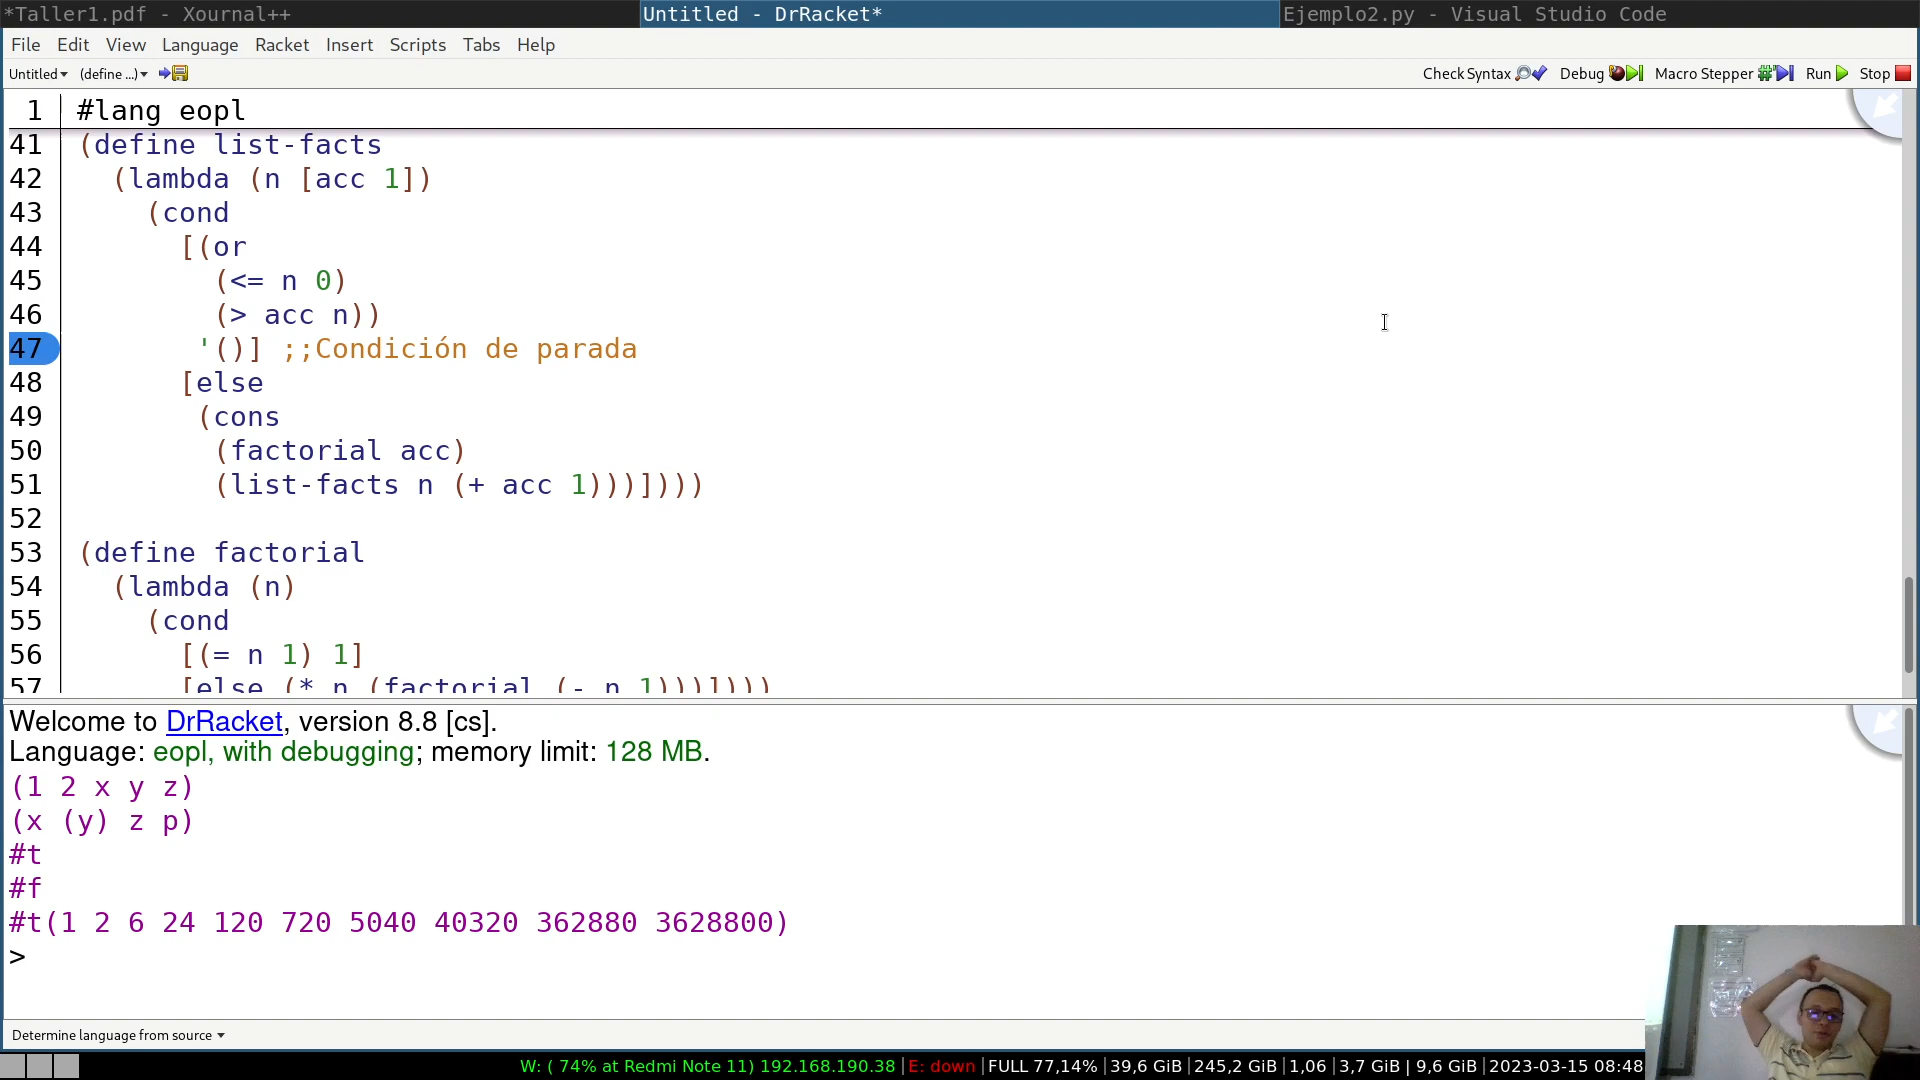 *Taller1.pdf - Xournal++ Untitled - DrRacket* Ejemplo2.py - Visual Studio Code
File Edit View Language Racket Insert Scripts Tabs Help
Untitled (define ...) Check Syntax Debug Macro Stepper Run Stop
1 #lang eopl
41 (define list-facts
42 (lambda (n [acc 1])
43 (cond
44 [(or
45 (<= n 0)
46 (> acc n))
47 '()] ;;Condición de parada
48 [else
49 (cons
50 (factorial acc)
51 (list-facts n (+ acc 1)))])))
52
53 (define factorial
54 (lambda (n)
55 (cond
56 [(= n 1) 1]
57 [else (* n (factorial (- n 1)))])))
Welcome to DrRacket, version 8.8 [cs].
Language: eopl, with debugging; memory limit: 128 MB.
(1 2 x y z)
(x (y) z p)
#t
#f
#t(1 2 6 24 120 720 5040 40320 362880 3628800)
>
Determine language from source
W: ( 74% at Redmi Note 11) 192.168.190.38 |E: down |FULL 77,14% |39,6 GiB |245,2 GiB |1,06 |3,7 GiB | 9,6 GiB |2023-03-15 08:48